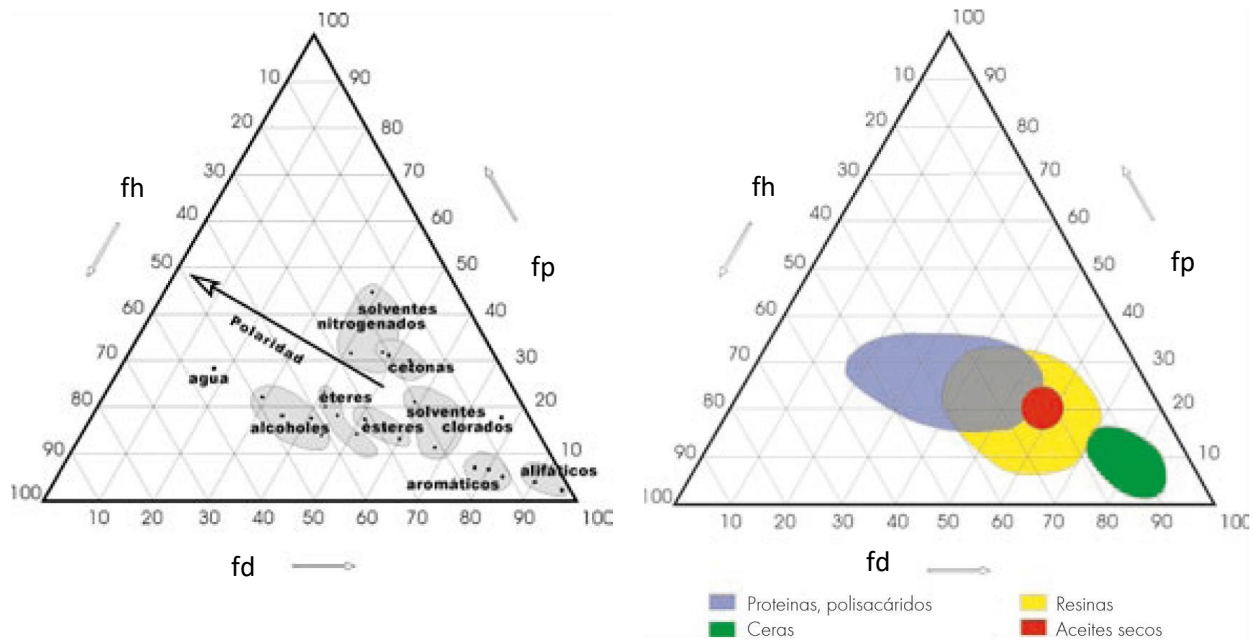 100
10
90
20
80
30
70
fh
40
60
50
50
fp
60
solventes
40
nitrogenados
Polaridad
70
30
cetonas
agua
80
éteres
solventes
20
alcoholes
ésteres
clorados
90
10
alifáticos
aromáticos
100
10 20 30 40 50 60 70 80 90 100
fd
100
10
90
20
80
30
70
fh
40
60
50
50
fp
60
40
70
30
80
20
90
10
100
10 20 30 40 50 60 70 80 90 100
fd
Proteinas, polisacáridos
Resinas
Ceras
Aceites secos